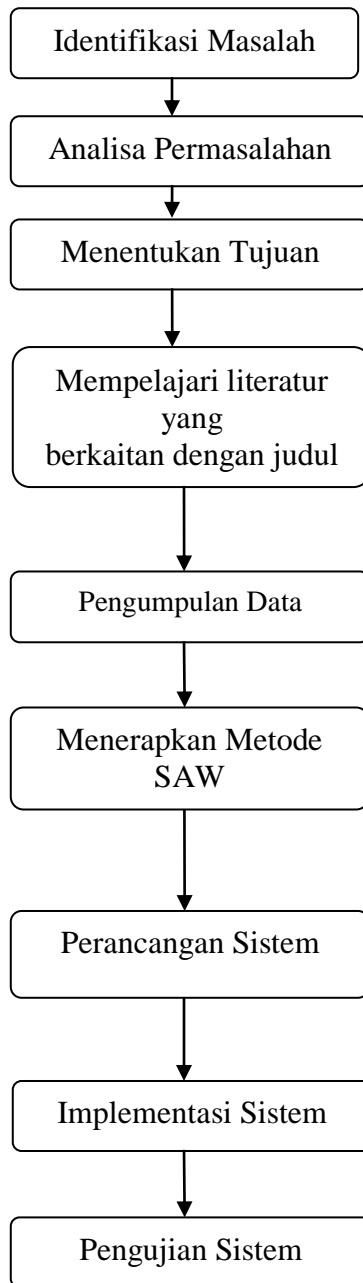 Identifikasi Masalah
Analisa Permasalahan
Menentukan Tujuan
Mempelajari literatur
yang
berkaitan dengan judul
Pengumpulan Data
Menerapkan Metode
SAW
Perancangan Sistem
Implementasi Sistem
Pengujian Sistem